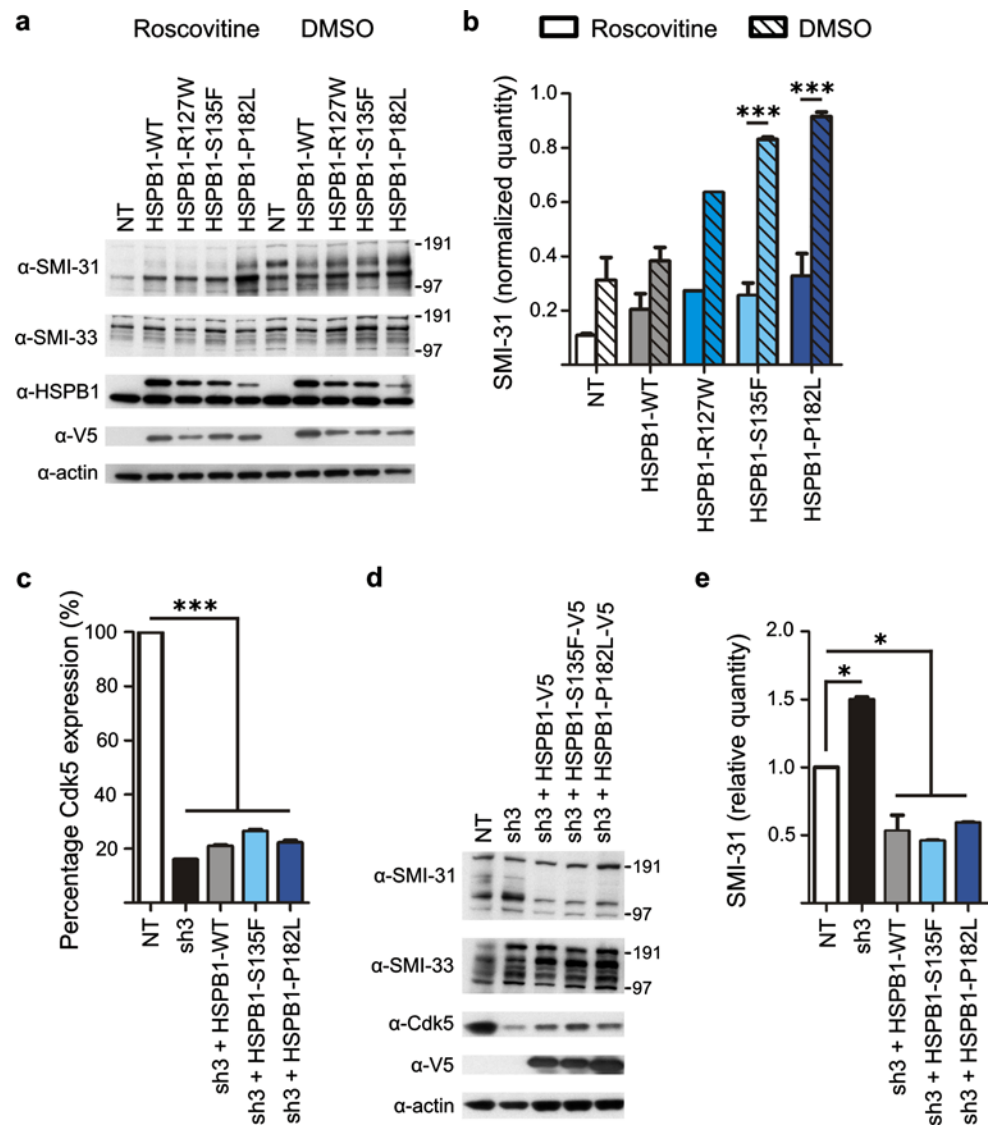 a
Roscovitine DMSO
NT
HSPB1-WT
HSPB1-R127W
HSPB1-S135F
HSPB1-P182L
NT
HSPB1-WT
HSPB1-R127W
HSPB1-S135F
HSPB1-P182L
α-SMI-31
-191
-97
α-SMI-33
-191
-97
α-HSPB1
α-V5
α-actin
b
Roscovitine DMSO
SMI-31 (normalized quantity)
1.0
0.8
0.6
0.4
0.2
***
***
NT
HSPB1-WT
HSPB1-R127W
HSPB1-S135F
HSPB1-P182L
c
Percentage Cdk5 expression (%)
100
80
60
40
20
***
NT
sh3
sh3 + HSPB1-WT
sh3 + HSPB1-S135F
sh3 + HSPB1-P182L
d
NT
sh3
sh3 + HSPB1-V5
sh3 + HSPB1-S135F-V5
sh3 + HSPB1-P182L-V5
α-SMI-31
-191
-97
α-SMI-33
-191
-97
α-Cdk5
α-V5
α-actin
e
SMI-31 (relative quantity)
2.0
1.5
1.0
0.5
*
*
NT
sh3
sh3 + HSPB1-WT
sh3 + HSPB1-S135F
sh3 + HSPB1-P182L